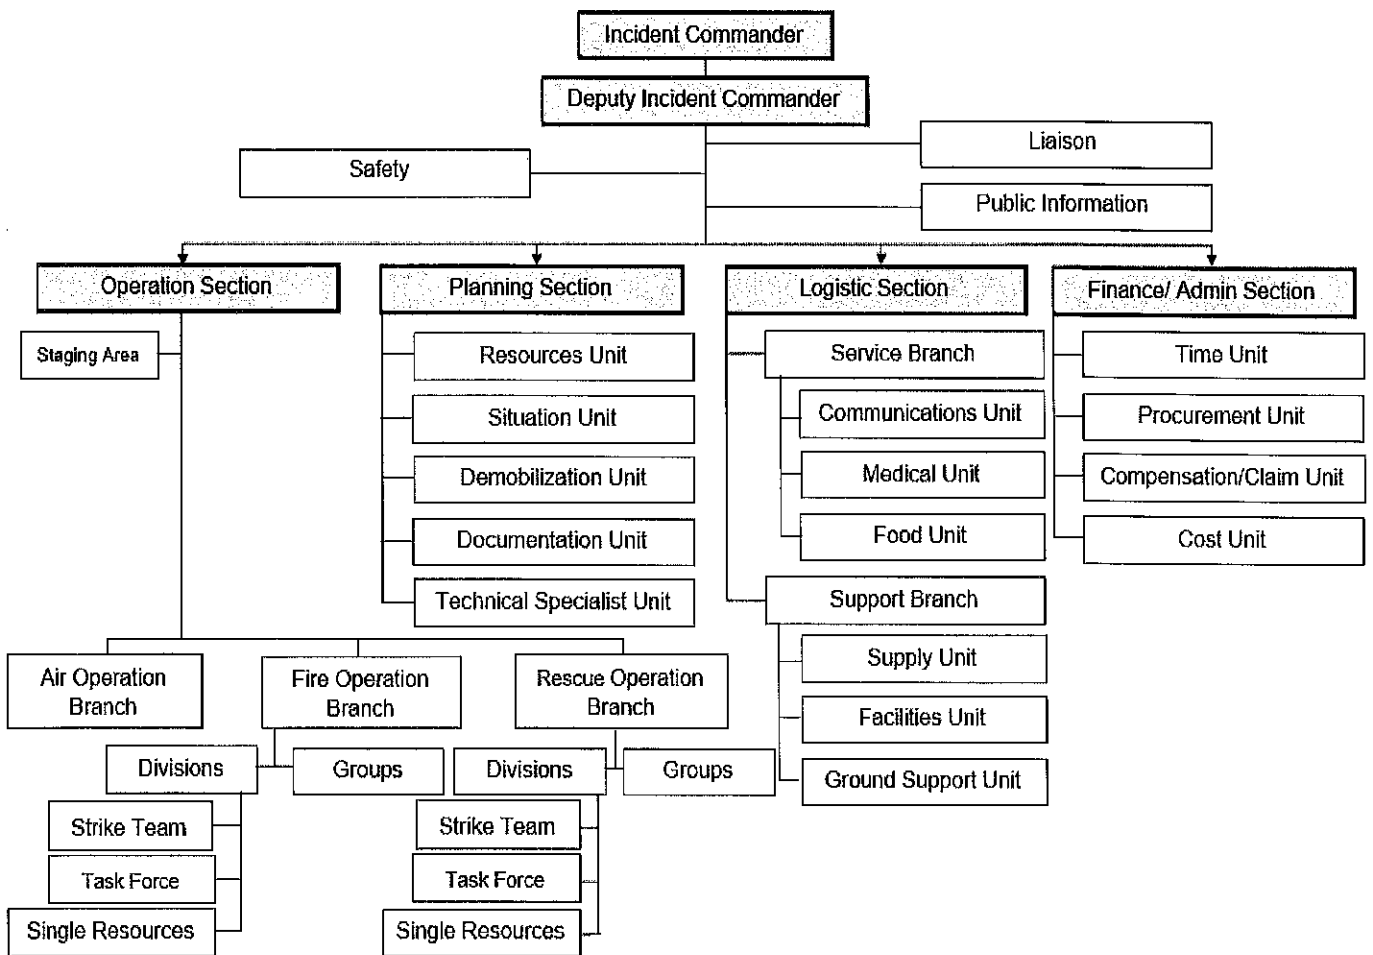 Incident Commander
Deputy Incident Commander
Liaison
Safety
Public Information
Operation Section
Planning Section
Logistic Section
Finance/ Admin Section
Staging Area
Resources Unit
Service Branch
Time Unit
Situation Unit
Communications Unit
Procurement Unit
Demobilization Unit
Medical Unit
Compensation/Claim Unit
Documentation Unit
Food Unit
Cost Unit
Technical Specialist Unit
Support Branch
Air Operation
Branch
Fire Operation
Branch
Rescue Operation
Branch
Supply Unit
Facilities Unit
Divisions
Groups
Divisions
Groups
Ground Support Unit
Strike Team
Strike Team
Task Force
Task Force
Single Resources
Single Resources